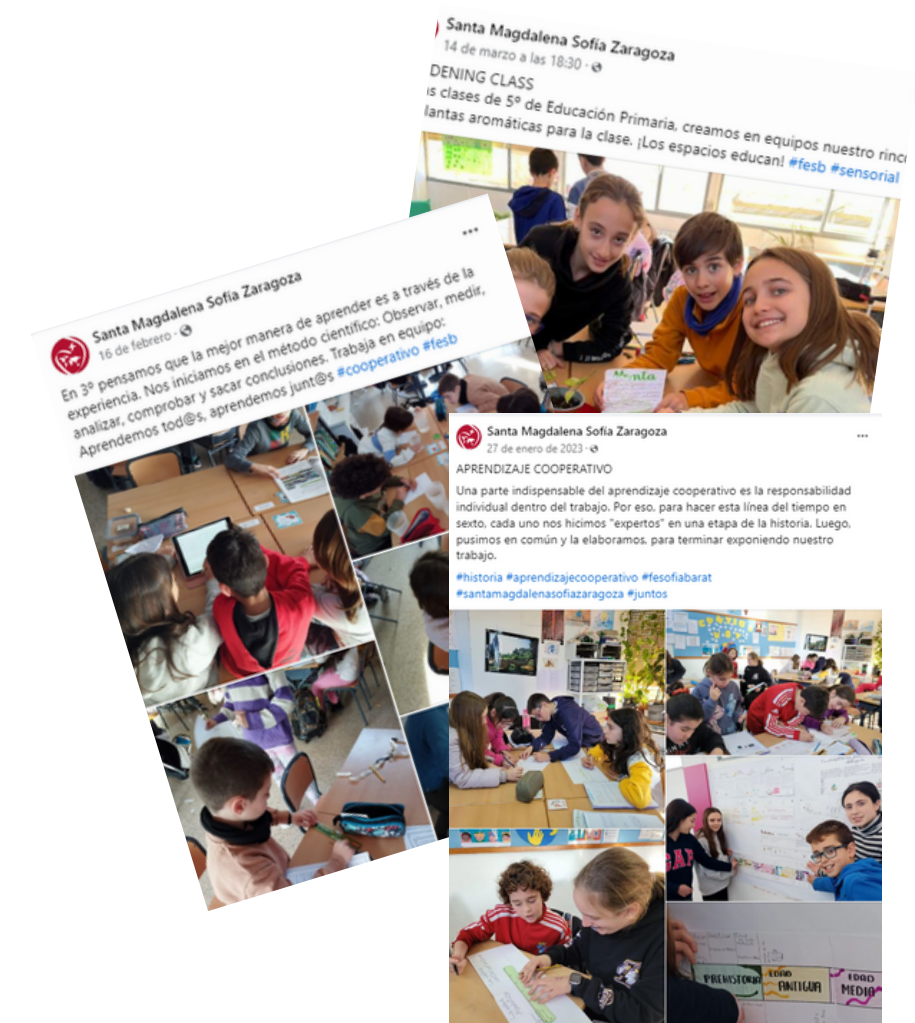 Santa Magdalena Sofía Zaragoza
14 de marzo a las 18:30 ·
DENING CLASS
as clases de 5º de Educación Primaria, creamos en equipos nuestro rinc
lantas aromáticas para la clase. ¡Los espacios educan! #fesb #sensorial
Menta
Santa Magdalena Sofía Zaragoza
16 de febrero ·
En 3º pensamos que la mejor manera de aprender es a través de la
experiencia. Nos iniciamos en el método científico: Observar, medir,
analizar, comprobar y sacar conclusiones. Trabaja en equipo:
Aprendemos tod@s, aprendemos junt@s #cooperativo #fesb
Santa Magdalena Sofía Zaragoza
27 de enero de 2023 ·
APRENDIZAJE COOPERATIVO
Una parte indispensable del aprendizaje cooperativo es la responsabilidad
individual dentro del trabajo. Por eso, para hacer esta línea del tiempo en
sexto, cada uno nos hicimos "expertos" en una etapa de la historia. Luego,
pusimos en común y la elaboramos, para terminar exponiendo nuestro
trabajo.
#historia #aprendizajecooperativo #fesofiabarat
#santamagdalenasofiazaragoza #juntos
GAP
PREHISTORIA
EDAD ANTIGUA
EDAD MEDIA